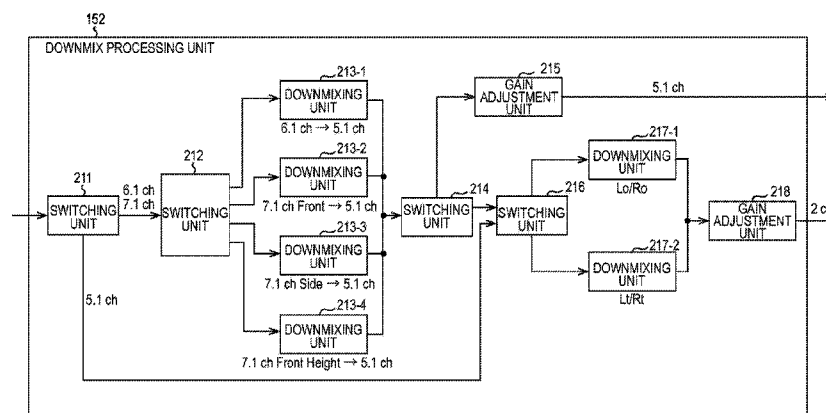 152
DOWNMIX PROCESSING UNIT
213-1
DOWNMIXING
UNIT
6.1 ch → 5.1 ch
213-2
DOWNMIXING
UNIT
7.1 ch Front → 5.1 ch
213-3
DOWNMIXING
UNIT
7.1 ch Side → 5.1 ch
213-4
DOWNMIXING
UNIT
7.1 ch Front Height → 5.1 ch
211
SWITCHING
UNIT
6.1 ch
7.1 ch
5.1 ch
212
SWITCHING
UNIT
214
SWITCHING
UNIT
215
GAIN
ADJUSTMENT
UNIT
5.1 ch
216
SWITCHING
UNIT
217-1
DOWNMIXING
UNIT
Lo/Ro
217-2
DOWNMIXING
UNIT
Lt/Rt
218
GAIN
ADJUSTMENT
UNIT
2 c